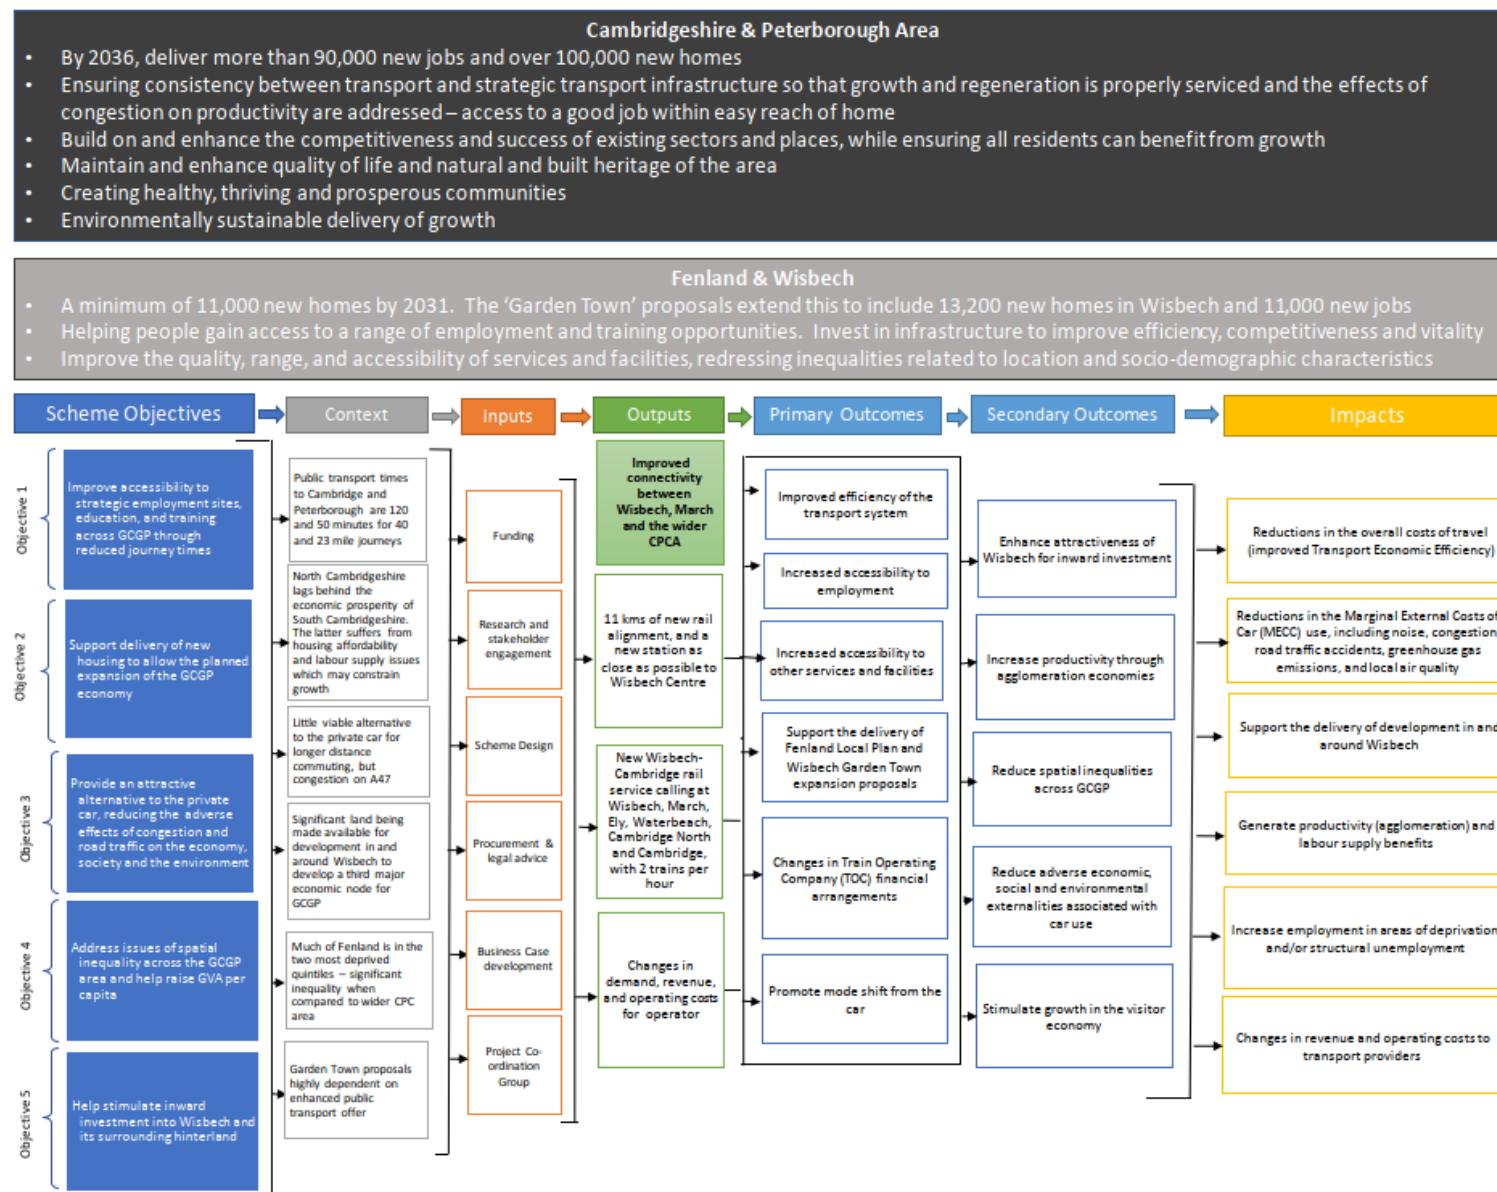 Cambridgeshire & Peterborough Area
• By 2036, deliver more than 90,000 new jobs and over 100,000 new homes
• Ensuring consistency between transport and strategic transport infrastructure so that growth and regeneration is properly serviced and the effects of
congestion on productivity are addressed – access to a good job within easy reach of home
• Build on and enhance the competitiveness and success of existing sectors and places, while ensuring all residents can benefit from growth
• Maintain and enhance quality of life and natural and built heritage of the area
• Creating healthy, thriving and prosperous communities
• Environmentally sustainable delivery of growth
Fenland & Wisbech
• A minimum of 11,000 new homes by 2031. The ‘Garden Town’ proposals extend this to include 13,200 new homes in Wisbech and 11,000 new jobs
• Helping people gain access to a range of employment and training opportunities. Invest in infrastructure to improve efficiency, competitiveness and vitality
• Improve the quality, range, and accessibility of services and facilities, redressing inequalities related to location and socio-demographic characteristics
Scheme Objectives
Context
Inputs
Outputs
Primary Outcomes
Secondary Outcomes
Impacts
Objective 1
Improve accessibility to
strategic employment sites,
education, and training
across GCGP through
reduced journey times
Objective 2
Support delivery of new
housing to allow the planned
expansion of the GCGP
economy
Objective 3
Provide an attractive
alternative to the private
car, reducing the adverse
effects of congestion and
road traffic on the economy,
society and the environment
Objective 4
Address issues of spatial
inequality across the GCGP
area and help raise GVA per
capita
Objective 5
Help stimulate inward
investment into Wisbech and
its surrounding hinterland
Public transport times
to Cambridge and
Peterborough are 120
and 50 minutes for 40
and 23 mile journeys
North Cambridgeshire
lags behind the
economic prosperity of
South Cambridgeshire.
The latter suffers from
housing affordability
and labour supply issues
which may constrain
growth
Little viable alternative
to the private car for
longer distance
commuting, but
congestion on A47
Significant land being
made available for
development in and
around Wisbech to
develop a third major
economic node for
GCGP
Much of Fenland is in the
two most deprived
quintiles – significant
inequality when
compared to wider CPC
area
Garden Town proposals
highly dependent on
enhanced public
transport offer
Funding
Research and
stakeholder
engagement
Scheme Design
Procurement &
legal advice
Business Case
development
Project Co-
ordination
Group
Improved
connectivity
between
Wisbech, March
and the wider
CPCA
11 kms of new rail
alignment, and a
new station as
close as possible to
Wisbech Centre
New Wisbech-
Cambridge rail
service calling at
Wisbech, March,
Ely, Waterbeach,
Cambridge North
and Cambridge,
with 2 trains per
hour
Changes in
demand, revenue,
and operating costs
for operator
Improved efficiency of the
transport system
Increased accessibility to
employment
Increased accessibility to
other services and facilities
Support the delivery of
Fenland Local Plan and
Wisbech Garden Town
expansion proposals
Changes in Train Operating
Company (TOC) financial
arrangements
Promote mode shift from the
car
Enhance attractiveness of
Wisbech for inward investment
Increase productivity through
agglomeration economies
Reduce spatial inequalities
across GCGP
Reduce adverse economic,
social and environmental
externalities associated with
car use
Stimulate growth in the visitor
economy
Reductions in the overall costs of travel
(improved Transport Economic Efficiency)
Reductions in the Marginal External Costs of
Car (MECC) use, including noise, congestion,
road traffic accidents, greenhouse gas
emissions, and local air quality
Support the delivery of development in and
around Wisbech
Generate productivity (agglomeration) and
labour supply benefits
Increase employment in areas of deprivation
and/or structural unemployment
Changes in revenue and operating costs to
transport providers